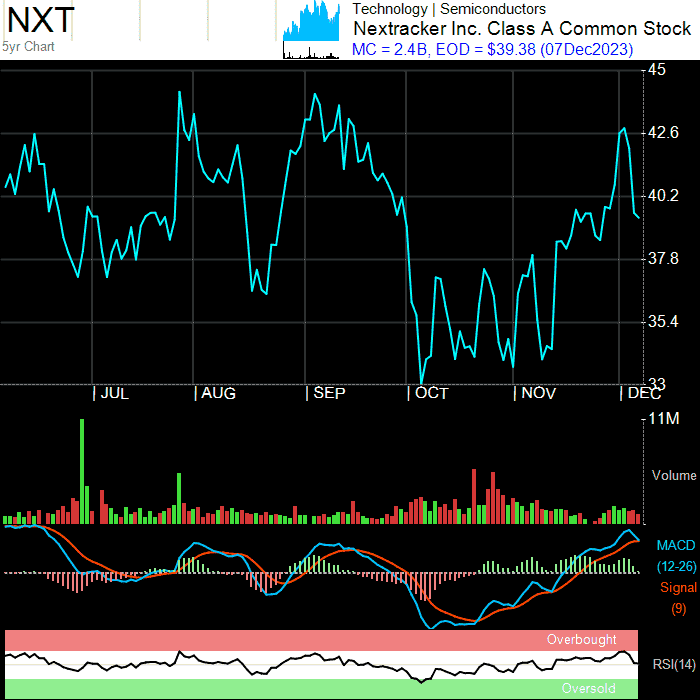 NXT
5yr Chart
Technology | Semiconductors
Nextracker Inc. Class A Common Stock
MC = 2.4B, EOD = $39.38 (07Dec2023)
45
42.6
40.2
37.8
35.4
33
| JUL | AUG | SEP | OCT | NOV | DEC
11M
Volume
MACD
(12-26)
Signal
(9)
Overbought
RSI(14)
Oversold